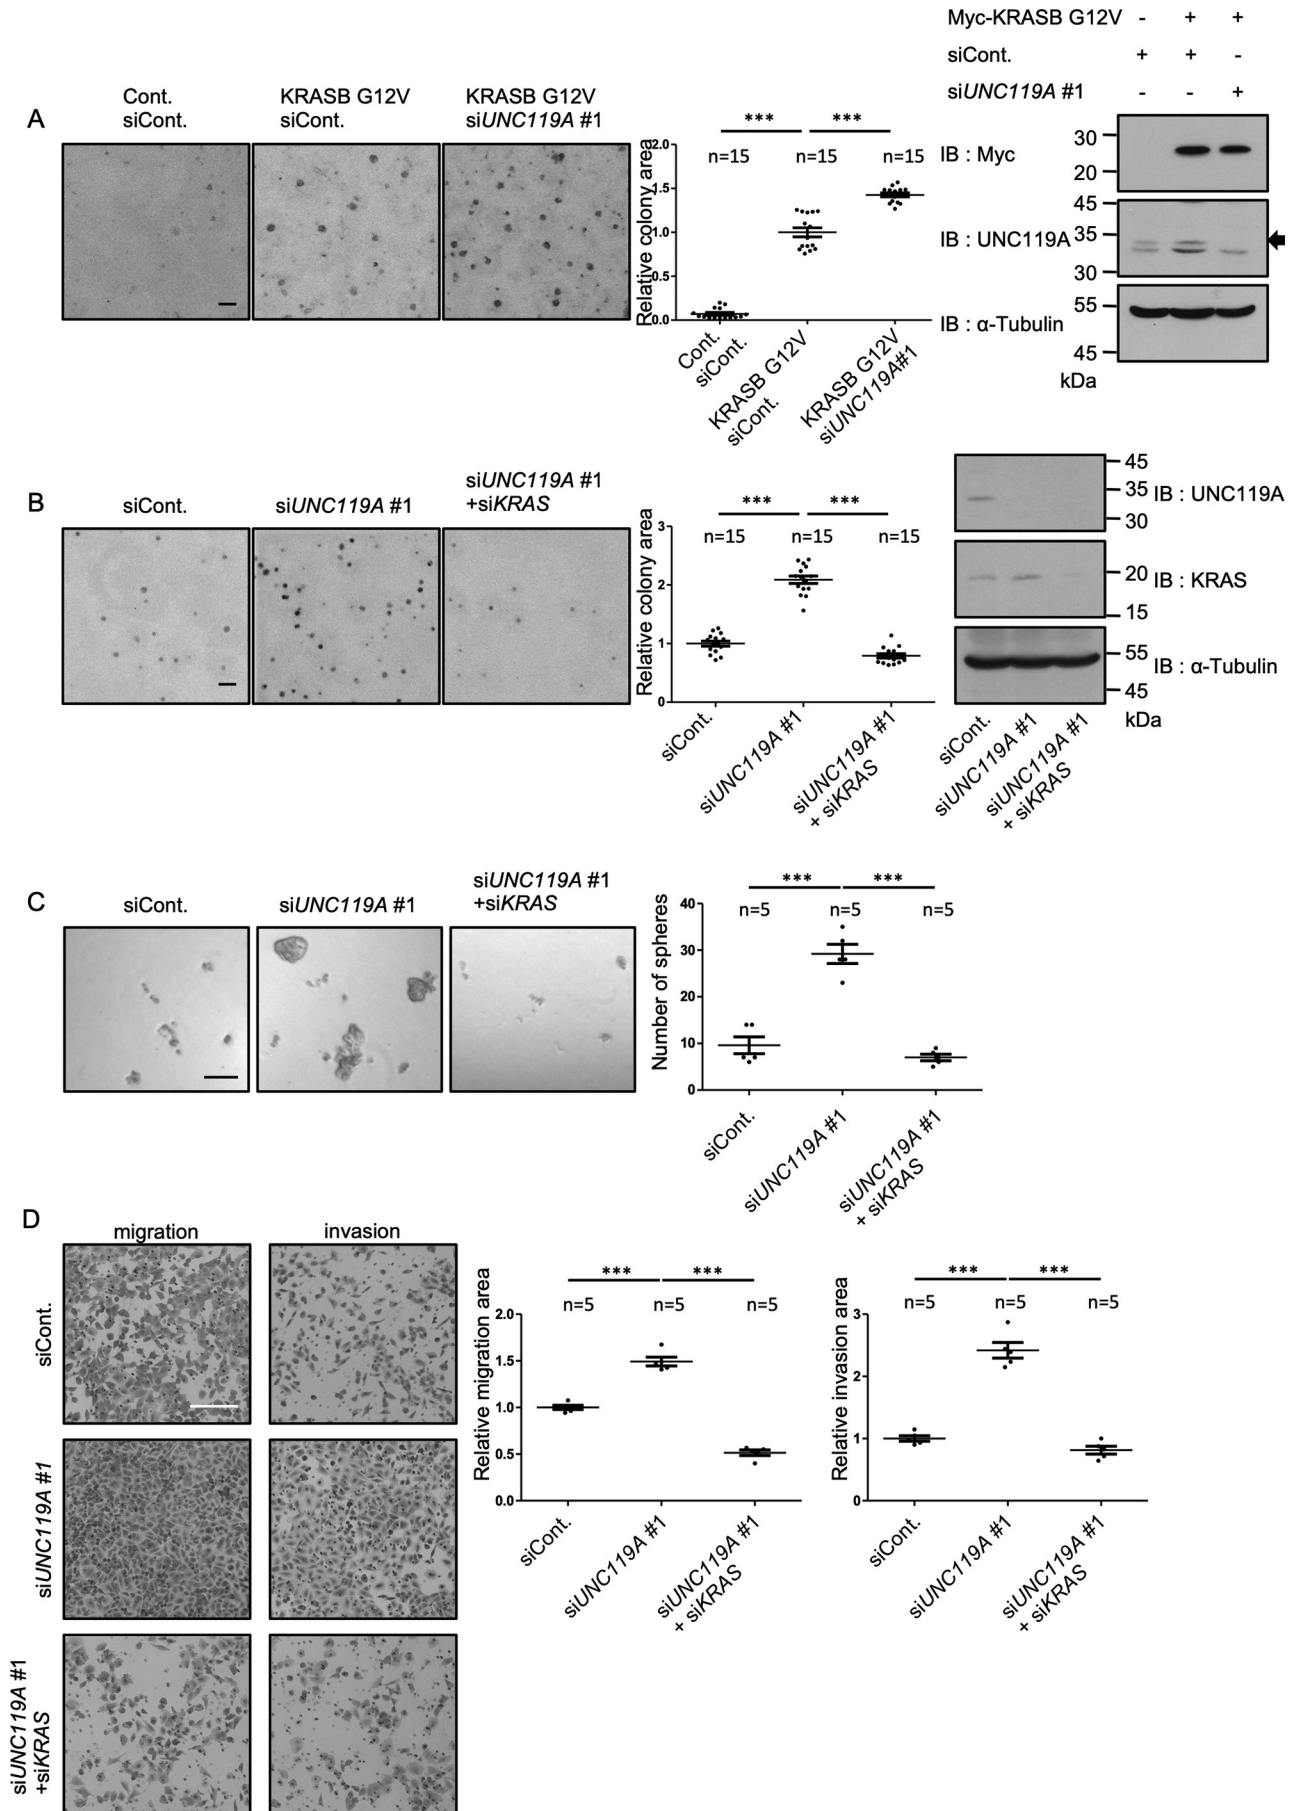 Myc-KRASB G12V - + +
siCont. + + -
siUNC119A #1 - - +
A
Cont.
siCont.
KRASB G12V
siCont.
KRASB G12V
siUNC119A #1
*** ***
n=15 n=15 n=15
Relative colony area
2.0
1.5
1.0
0.5
0.0
Cont.
siCont.
KRASB G12V
siCont.
KRASB G12V
siUNC119A#1
IB : Myc
30
20
IB : UNC119A
45
35
30
IB : α-Tubulin
55
45
kDa
B
siCont.
siUNC119A #1
siUNC119A #1
+siKRAS
*** ***
n=15 n=15 n=15
Relative colony area
3
2
1
0
siCont.
siUNC119A #1
siUNC119A #1
+ siKRAS
45
35
30
IB : UNC119A
20
15
IB : KRAS
55
45
IB : α-Tubulin
kDa
siCont.
siUNC119A #1
siUNC119A #1
+ siKRAS
C
siCont.
siUNC119A #1
siUNC119A #1
+siKRAS
*** ***
n=5 n=5 n=5
Number of spheres
40
30
20
10
0
siCont.
siUNC119A #1
siUNC119A #1
+ siKRAS
D
migration
invasion
siCont.
siUNC119A #1
siUNC119A #1
+siKRAS
*** ***
n=5 n=5 n=5
Relative migration area
2.0
1.5
1.0
0.5
0.0
siCont.
siUNC119A #1
siUNC119A #1
+ siKRAS
*** ***
n=5 n=5 n=5
Relative invasion area
3
2
1
0
siCont.
siUNC119A #1
siUNC119A #1
+ siKRAS